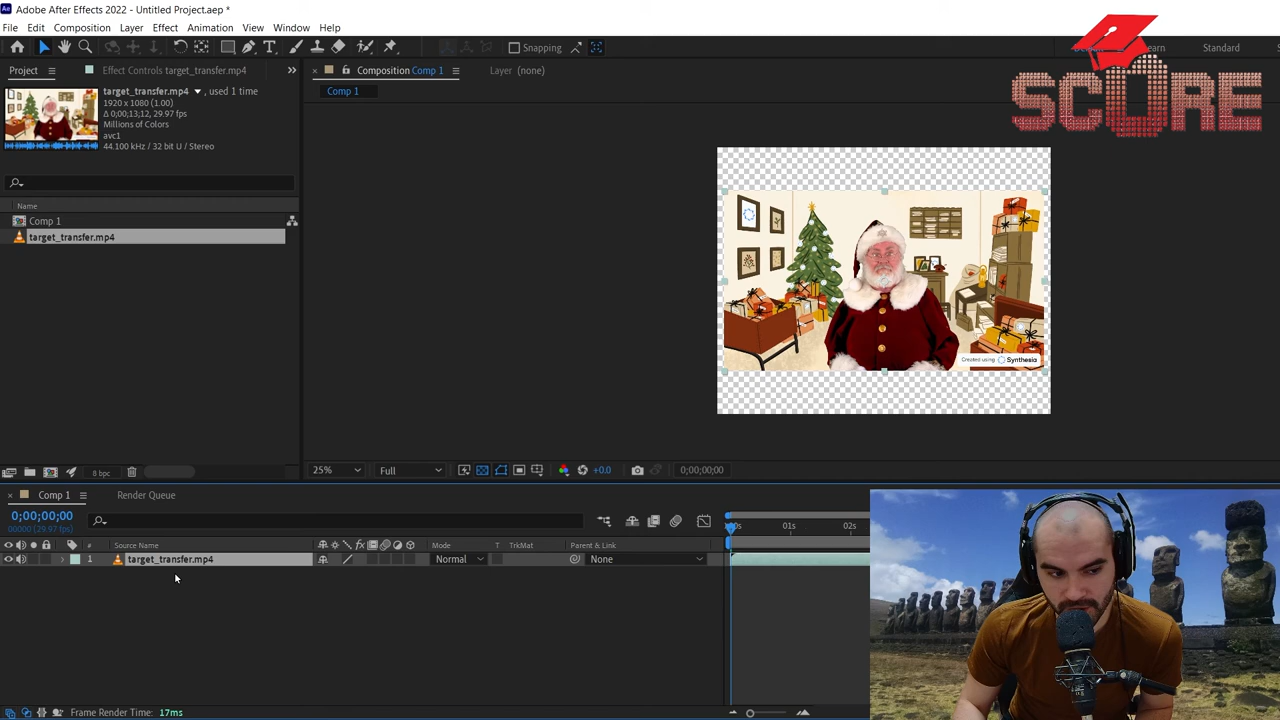 Adobe After Effects 2022 - Untitled Project.aep *
File Edit Composition Layer Effect Animation View Window Help
Snapping
Standard
SCORE
Project
Effect Controls target_transfer.mp4
Composition Comp 1
Layer (none)
target_transfer.mp4 , used 1 time
1920 x 1080 (1.00)
Δ 0;00;13;12, 29.97 fps
Millions of Colors
avc1
44.100 kHz / 32 bit U / Stereo
Comp 1
Name
Comp 1
target_transfer.mp4
Created using Synthesia
8 bpc
25%
Full
+0.0
0;00;00;00
Comp 1
Render Queue
0;00;00;00
00000 (29.97 fps)
01s
02s
# Source Name
Mode
T TrkMat
Parent & Link
1 target_transfer.mp4
Normal
None
Frame Render Time: 17ms